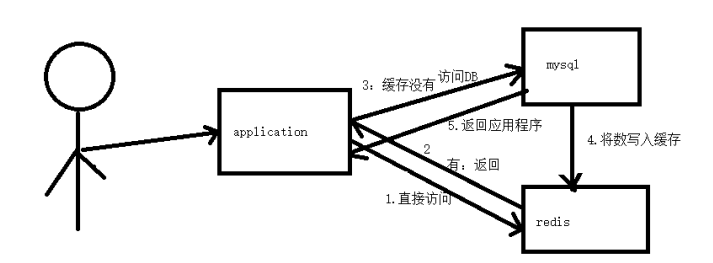 mysql
3：缓存没有 访问DB
application
5.返回应用程序
4.将数写入缓存
2
有：返回
1.直接访问
redis